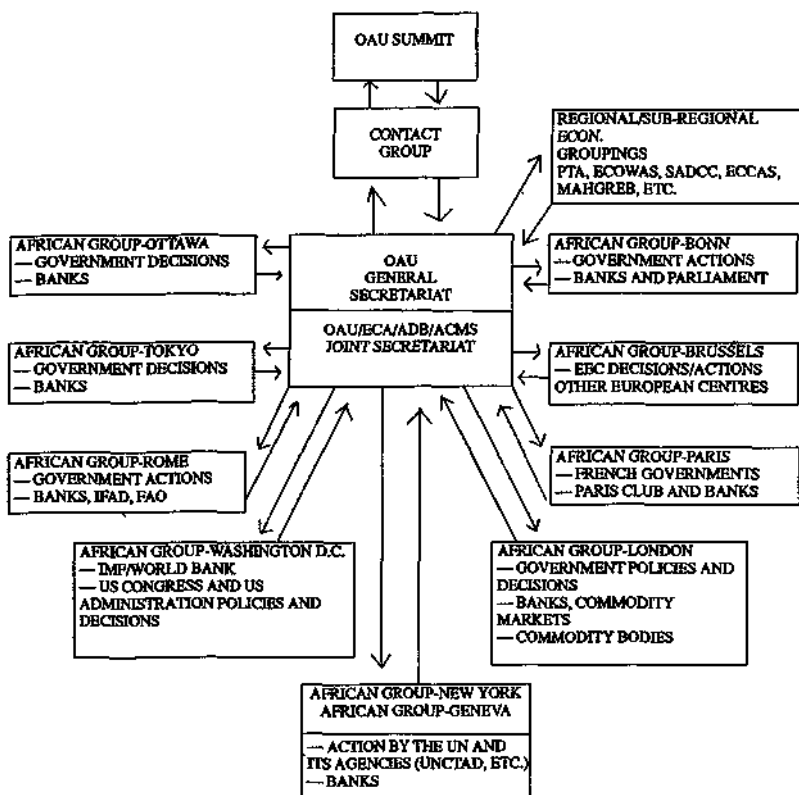 OAU SUMMIT
CONTACT
GROUP
REGIONAL/SUB-REGIONAL
ECON.
GROUPINGS
PTA, ECOWAS, SADCC, ECCAS,
MAHGREB, ETC.
AFRICAN GROUP-OTTAWA
— GOVERNMENT DECISIONS
— BANKS
OAU
GENERAL
SECRETARIAT
AFRICAN GROUP-BONN
— GOVERNMENT ACTIONS
— BANKS AND PARLIAMENT
OAU/ECA/ADB/ACMS
JOINT SECRETARIAT
AFRICAN GROUP-TOKYO
— GOVERNMENT DECISIONS
— BANKS
AFRICAN GROUP-BRUSSELS
— EEC DECISIONS/ACTIONS
OTHER EUROPEAN CENTRES
AFRICAN GROUP-ROME
— GOVERNMENT ACTIONS
— BANKS, IFAD, FAO
AFRICAN GROUP-PARIS
— FRENCH GOVERNMENTS
— PARIS CLUB AND BANKS
AFRICAN GROUP-WASHINGTON D.C.
— IMF/WORLD BANK
— US CONGRESS AND US
ADMINISTRATION POLICIES AND
DECISIONS
AFRICAN GROUP-LONDON
— GOVERNMENT POLICIES AND
DECISIONS
— BANKS, COMMODITY
MARKETS
— COMMODITY BODIES
AFRICAN GROUP-NEW YORK
AFRICAN GROUP-GENEVA
— ACTION BY THE UN AND
ITS AGENCIES (UNCTAD, ETC.)
— BANKS